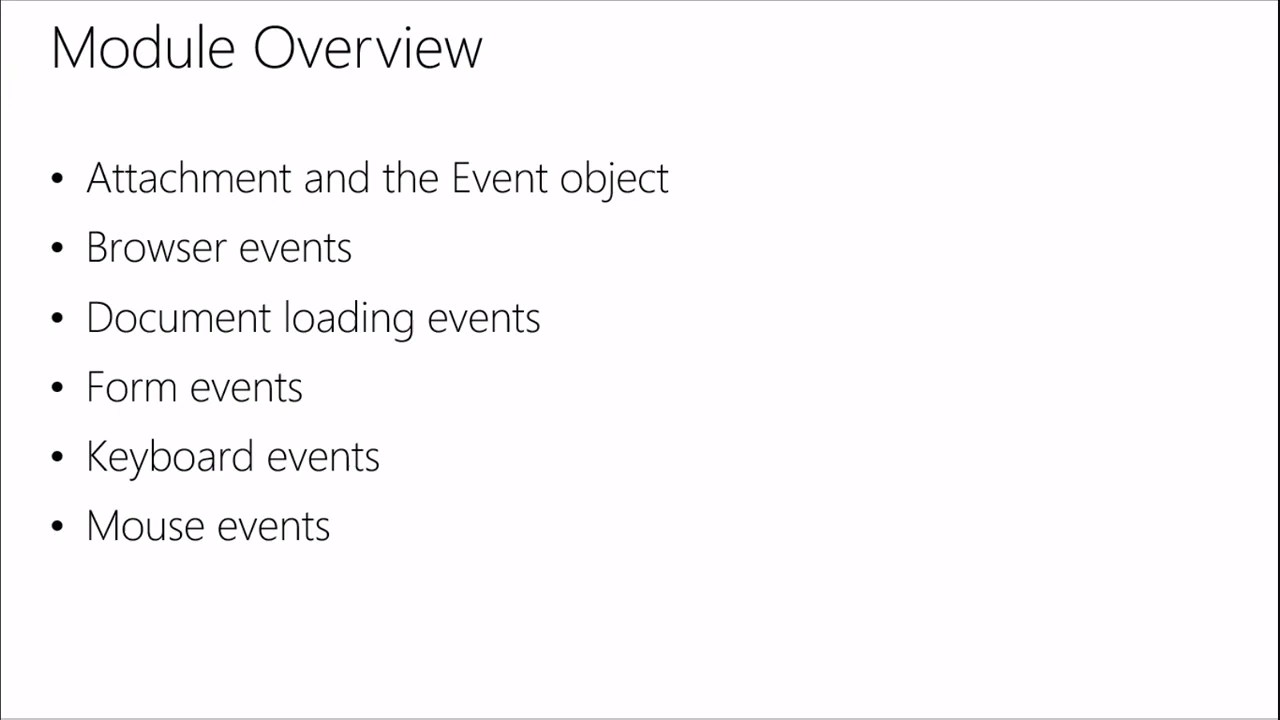 Module Overview
• Attachment and the Event object
• Browser events
• Document loading events
• Form events
• Keyboard events
• Mouse events